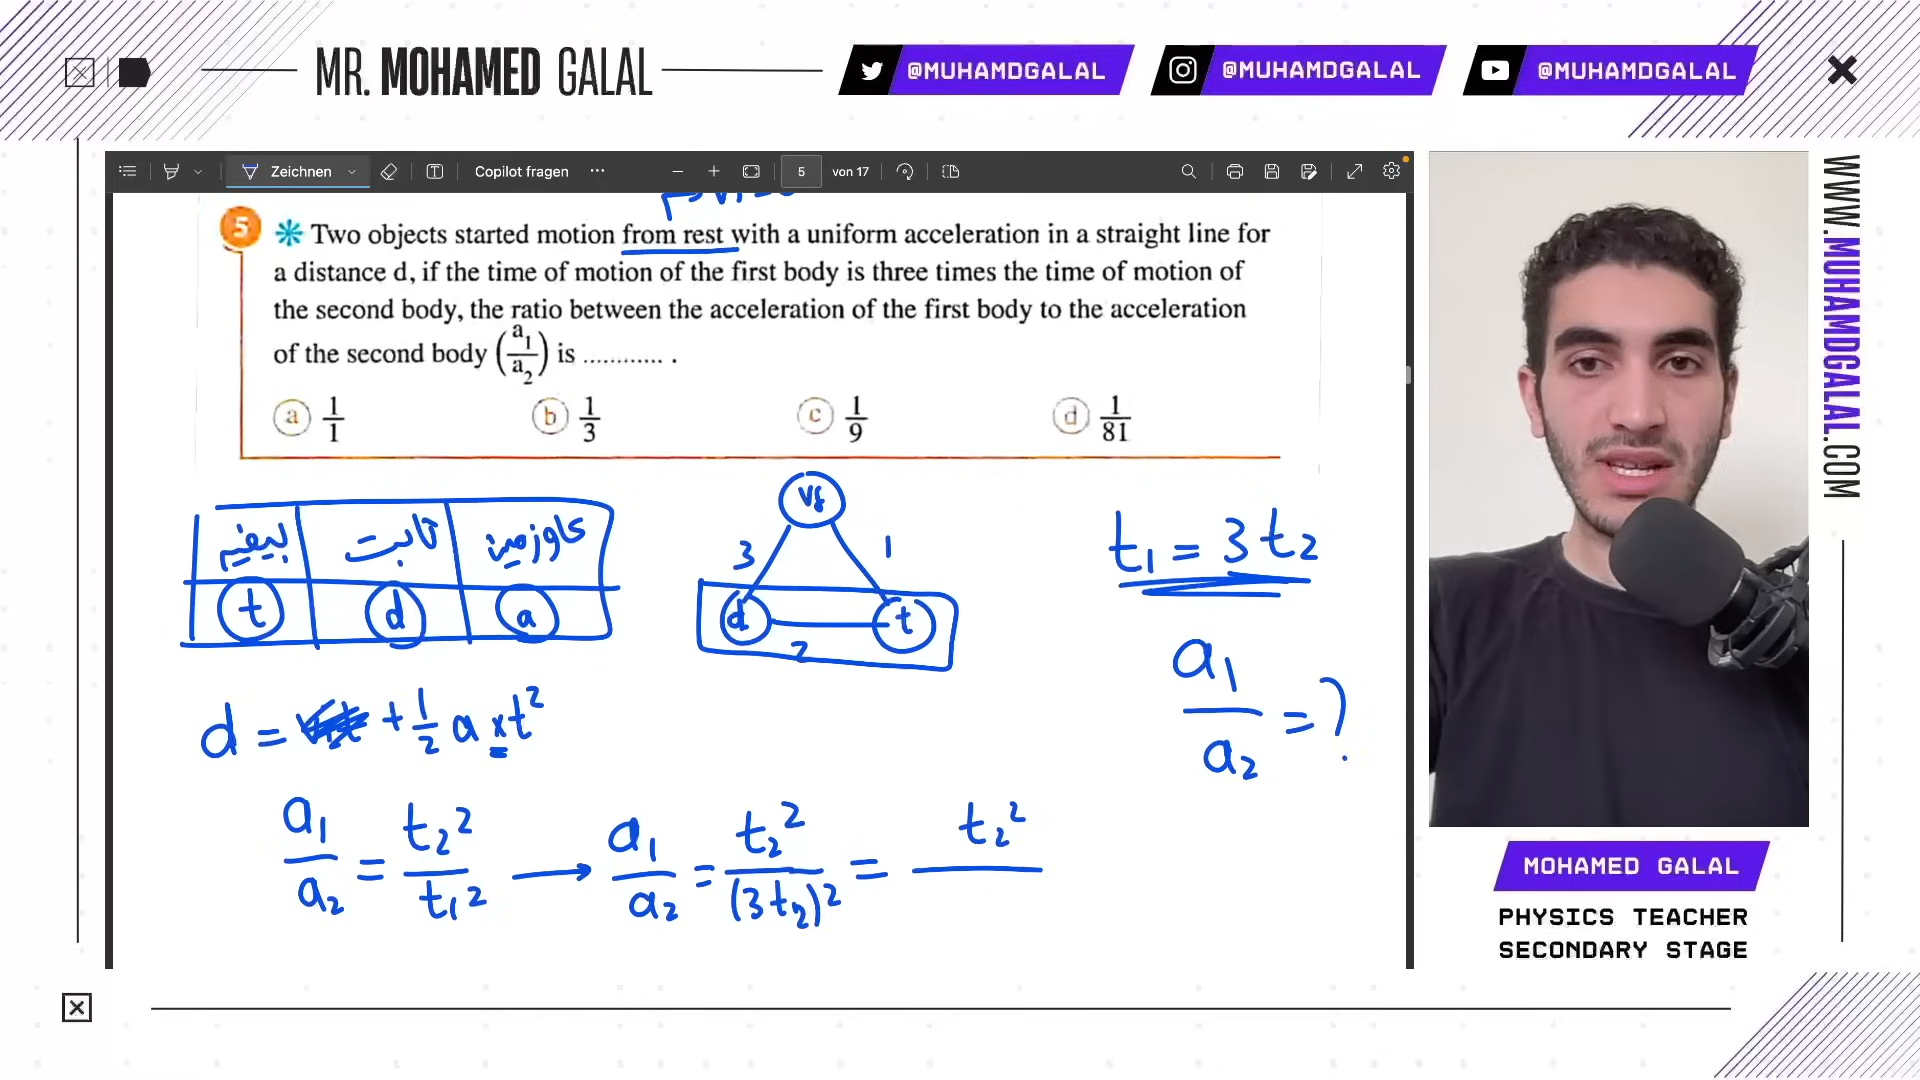 MR. MOHAMED GALAL
@MUHAMDGALAL
@MUHAMDGALAL
@MUHAMDGALAL
Zeichnen
Copilot fragen
5 von 17
5 Two objects started motion from rest with a uniform acceleration in a straight line for
a distance d, if the time of motion of the first body is three times the time of motion of
the second body, the ratio between the acceleration of the first body to the acceleration
of the second body (a₁/a₂) is ............ .
a 1/1 b 1/3 c 1/9 d 1/81
بيتغير ثابت عاوزين
t d a
Vf
3 1
d t
2
t₁ = 3t₂
a₁/a₂ = ?
d = + 1/2 a x t²
a₁/a₂ = t₂²/t₁² → a₁/a₂ = t₂²/(3t₂)² = t₂²
WWW.MUHAMDGALAL.COM
MOHAMED GALAL
PHYSICS TEACHER
SECONDARY STAGE